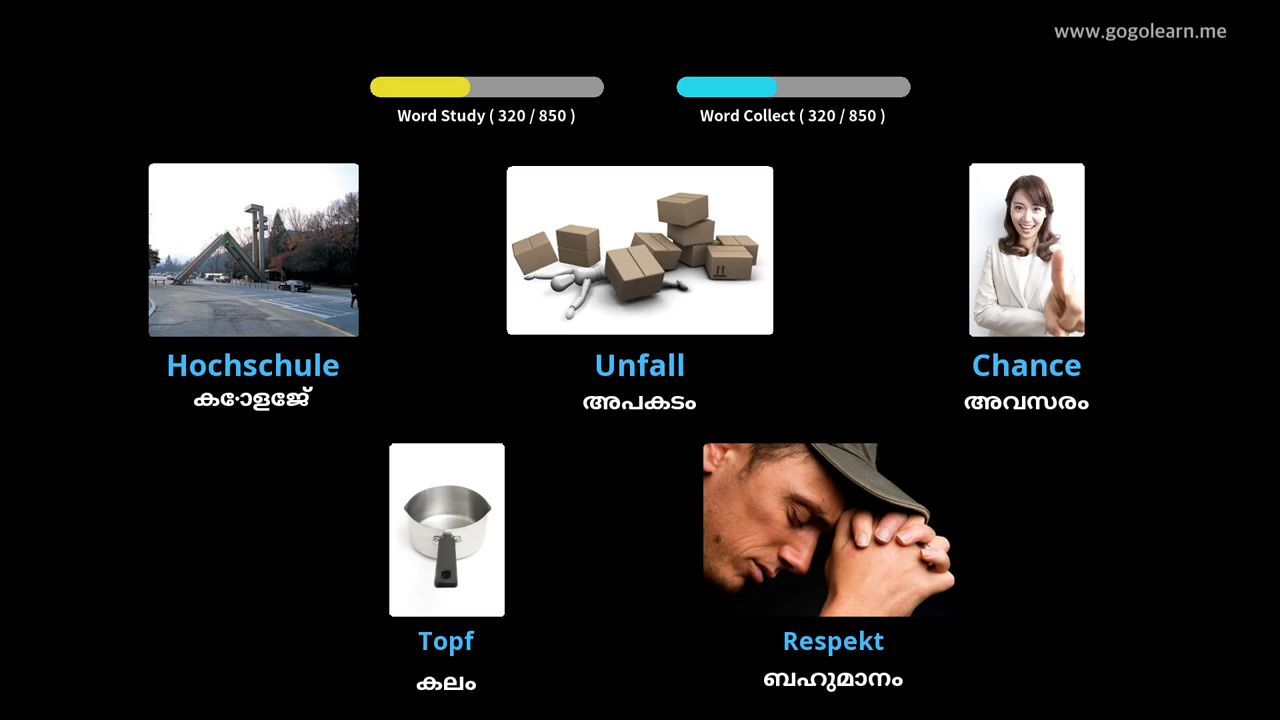 www.gogolearn.me
Word Study ( 320 / 850 )
Word Collect ( 320 / 850 )
Hochschule
കോളേജ്
Unfall
അപകടം
Chance
അവസരം
Topf
കലം
Respekt
ബഹുമാനം